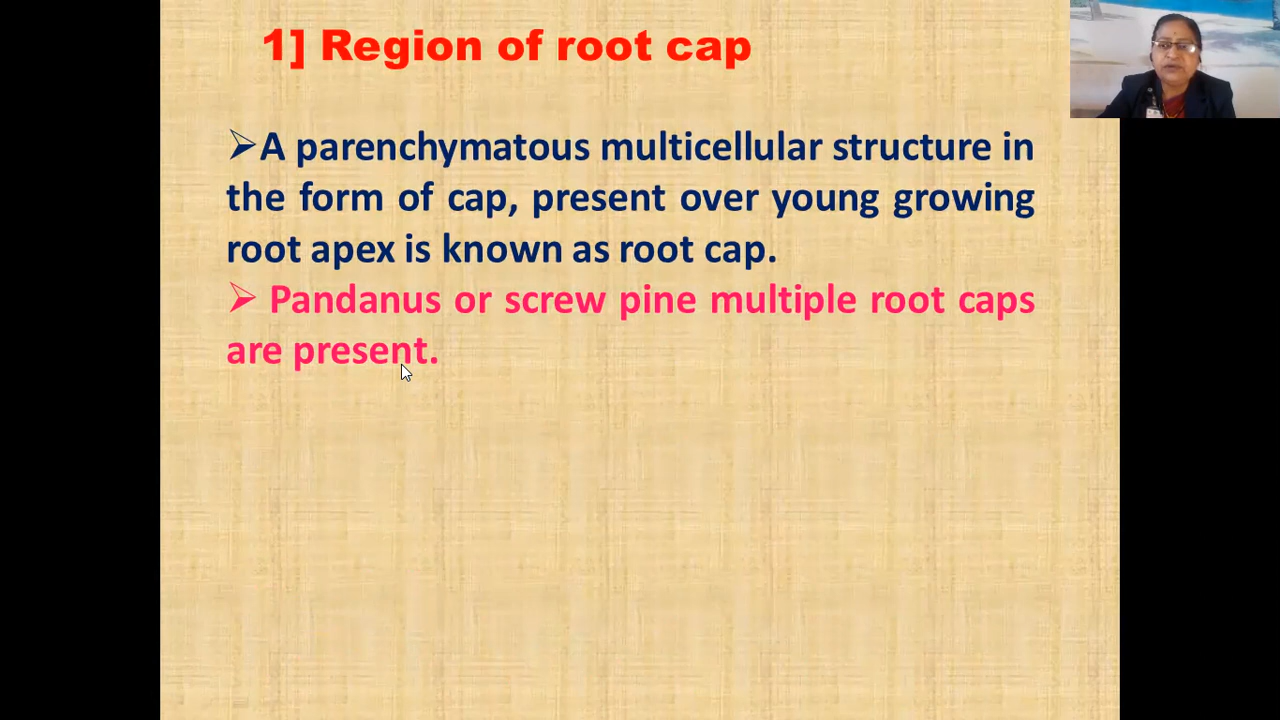 1] Region of root cap
➢A parenchymatous multicellular structure in
the form of cap, present over young growing
root apex is known as root cap.
➢ Pandanus or screw pine multiple root caps
are present.